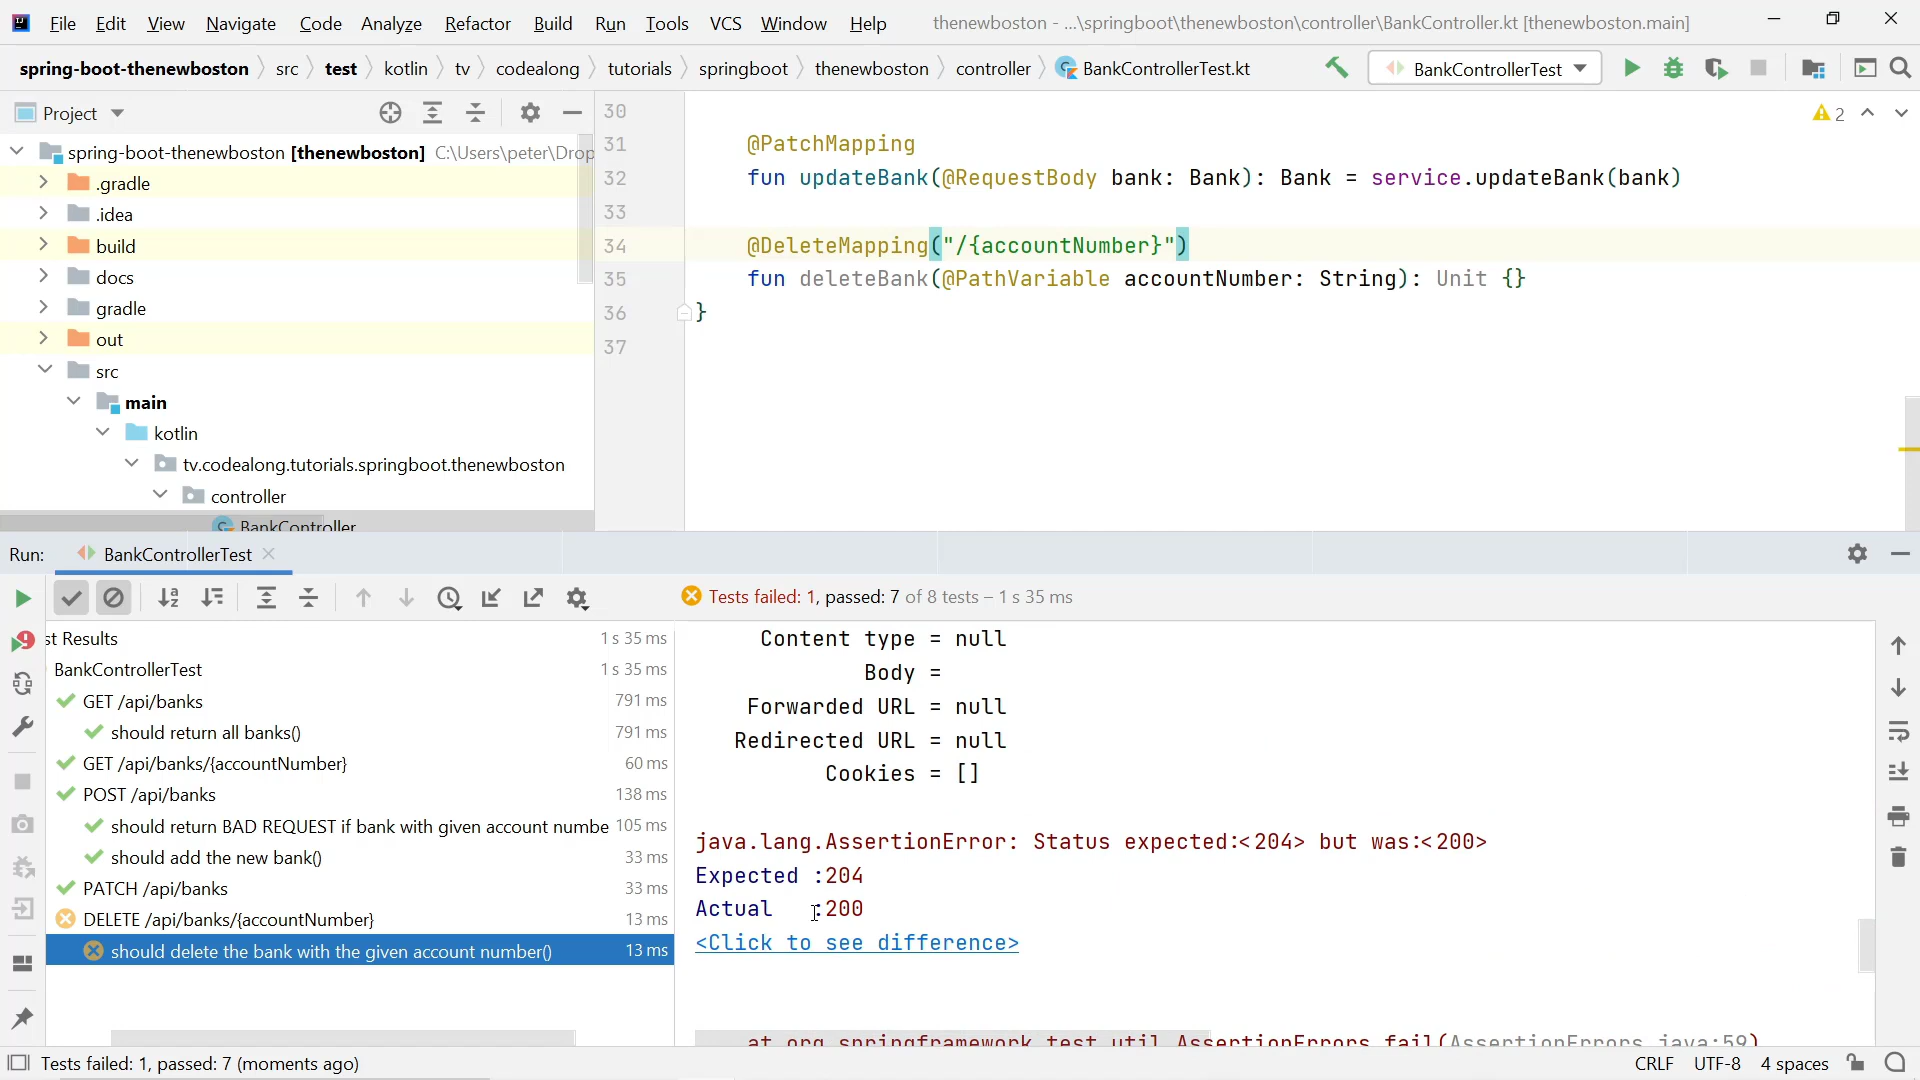 File Edit View Navigate Code Analyze Refactor Build Run Tools VCS Window Help thenewboston - ...\springboot\thenewboston\controller\BankController.kt [thenewboston.main]
spring-boot-thenewboston src test kotlin tv codealong tutorials springboot thenewboston controller BankControllerTest.kt BankControllerTest
Project
spring-boot-thenewboston [thenewboston] C:\Users\peter\Drop
.gradle
.idea
build
docs
gradle
out
src
main
kotlin
tv.codealong.tutorials.springboot.thenewboston
controller
BankController
30
2
31 @PatchMapping
32 fun updateBank(@RequestBody bank: Bank): Bank = service.updateBank(bank)
33
34 @DeleteMapping("/{accountNumber}")
35 fun deleteBank(@PathVariable accountNumber: String): Unit {}
36 }
37
Run: BankControllerTest
Tests failed: 1, passed: 7 of 8 tests – 1 s 35 ms
st Results 1 s 35 ms
BankControllerTest 1 s 35 ms
GET /api/banks 791 ms
should return all banks() 791 ms
GET /api/banks/{accountNumber} 60 ms
POST /api/banks 138 ms
should return BAD REQUEST if bank with given account numbe 105 ms
should add the new bank() 33 ms
PATCH /api/banks 33 ms
DELETE /api/banks/{accountNumber} 13 ms
should delete the bank with the given account number() 13 ms
Content type = null
Body =
Forwarded URL = null
Redirected URL = null
Cookies = []
java.lang.AssertionError: Status expected:<204> but was:<200>
Expected :204
Actual :200
<Click to see difference>
at org.springframework.test.util.AssertionErrors.fail(AssertionErrors.java:59)
Tests failed: 1, passed: 7 (moments ago)
CRLF UTF-8 4 spaces